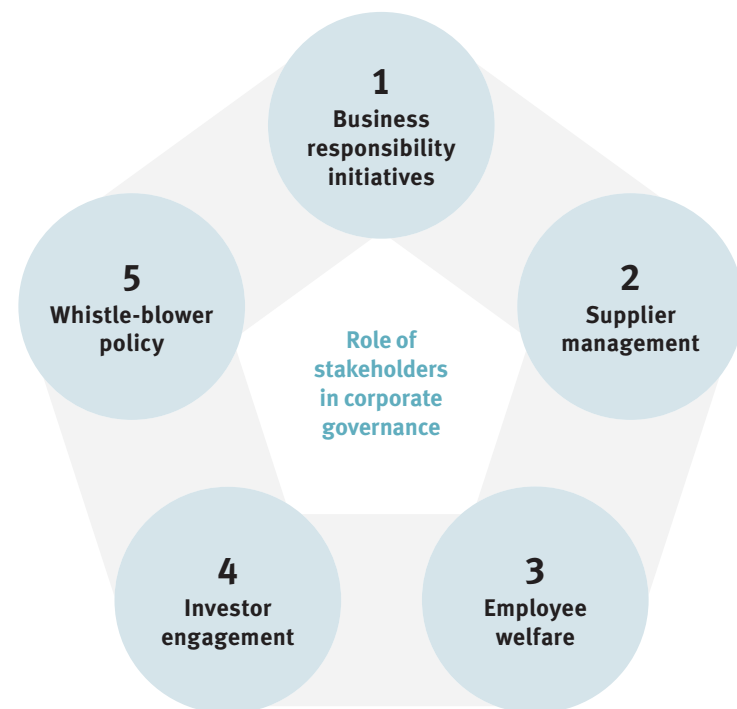 1
Business
responsibility
initiatives
2
Supplier
management
3
Employee
welfare
4
Investor
engagement
5
Whistle-blower
policy
Role of
stakeholders
in corporate
governance